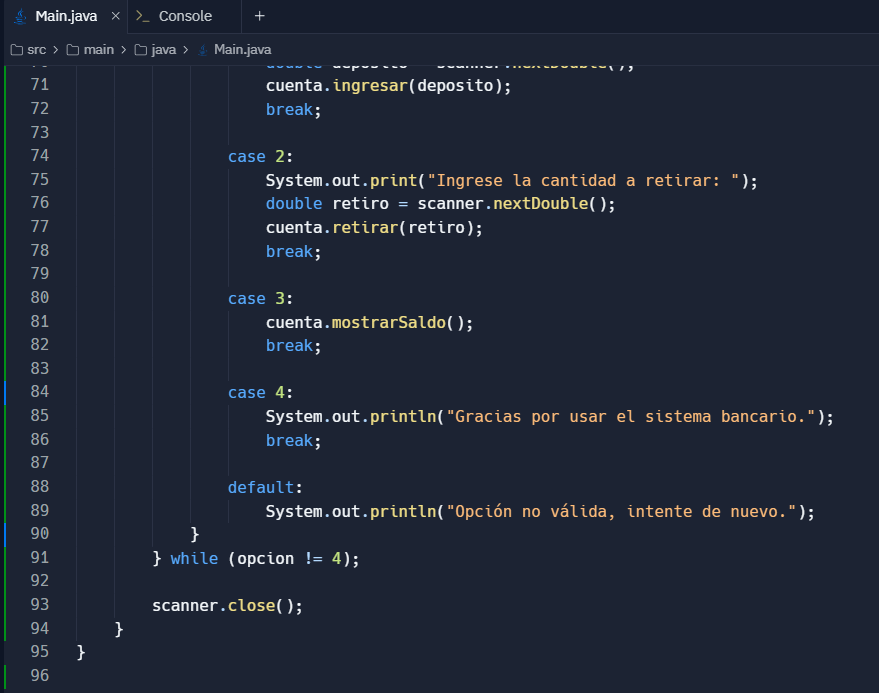 Main.java × >_ Console +
src > main > java > Main.java
70 double deposito = scanner.nextDouble();
71 cuenta.ingresar(deposito);
72 break;
73
74 case 2:
75 System.out.print("Ingrese la cantidad a retirar: ");
76 double retiro = scanner.nextDouble();
77 cuenta.retirar(retiro);
78 break;
79
80 case 3:
81 cuenta.mostrarSaldo();
82 break;
83
84 case 4:
85 System.out.println("Gracias por usar el sistema bancario.");
86 break;
87
88 default:
89 System.out.println("Opción no válida, intente de nuevo.");
90 }
91 } while (opcion != 4);
92
93 scanner.close();
94 }
95 }
96